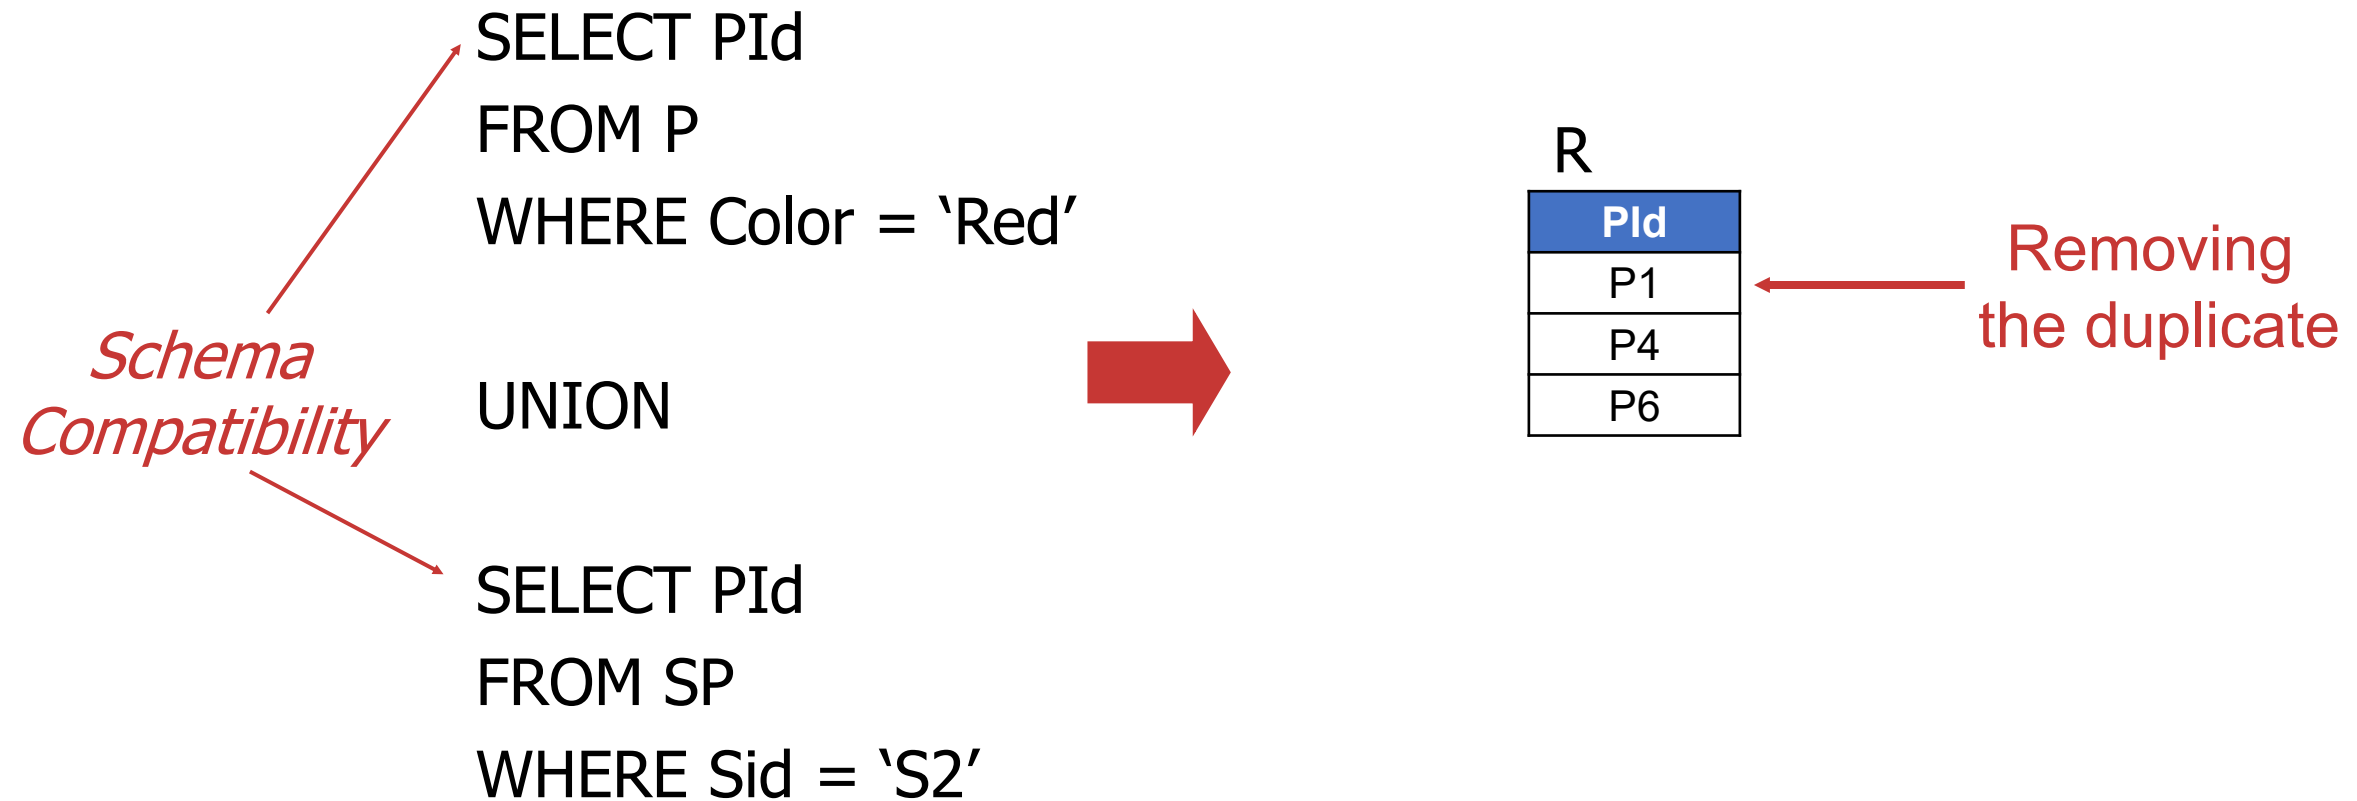 SELECT PId
FROM P
WHERE Color = ‘Red’
Schema
Compatibility
UNION
SELECT PId
FROM SP
WHERE Sid = ‘S2’
R
PId
P1
P4
P6
Removing
the duplicate